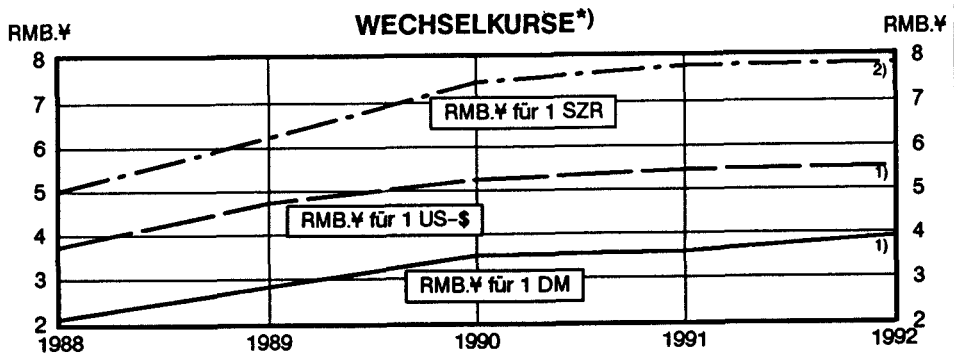 WECHSELKURSE*)
RMB.¥ RMB.¥
8 8
2)
7 7
RMB.¥ für 1 SZR
6 6
1)
5 5
RMB.¥ für 1 US-$
4 4
1)
3 3
RMB.¥ für 1 DM
2 2
1988 1989 1990 1991 1992